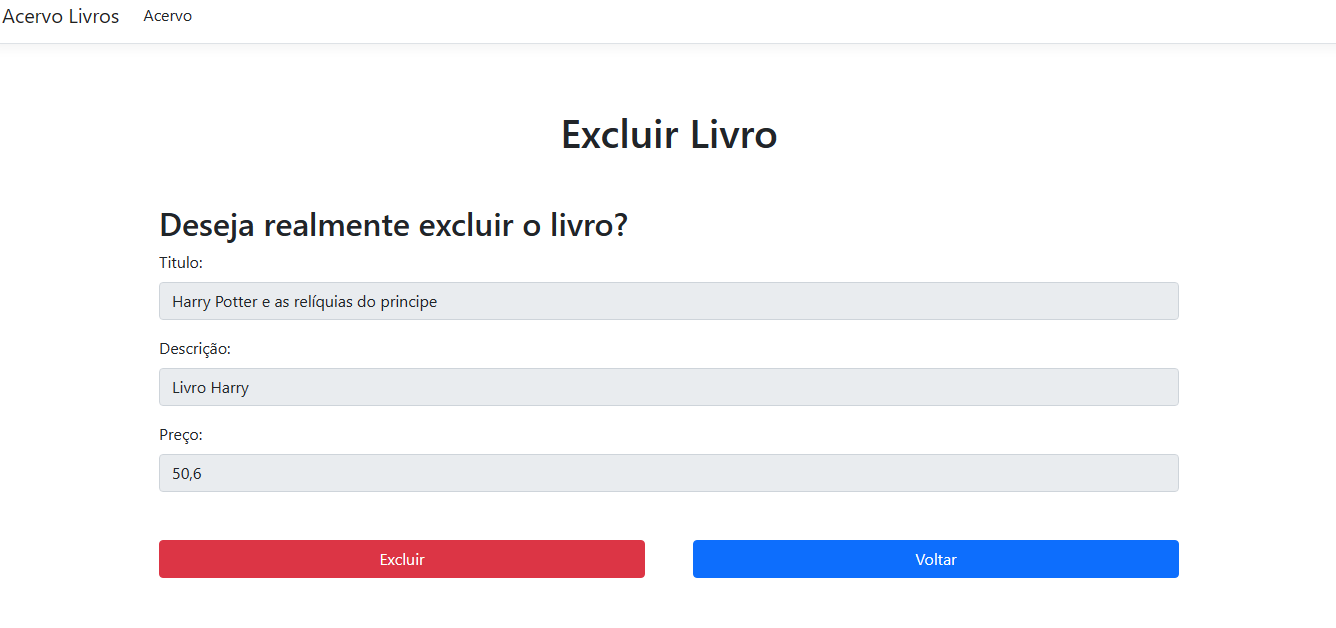 Acervo Livros Acervo
Excluir Livro
Deseja realmente excluir o livro?
Titulo:
Harry Potter e as relíquias do principe
Descrição:
Livro Harry
Preço:
50,6
Excluir Voltar